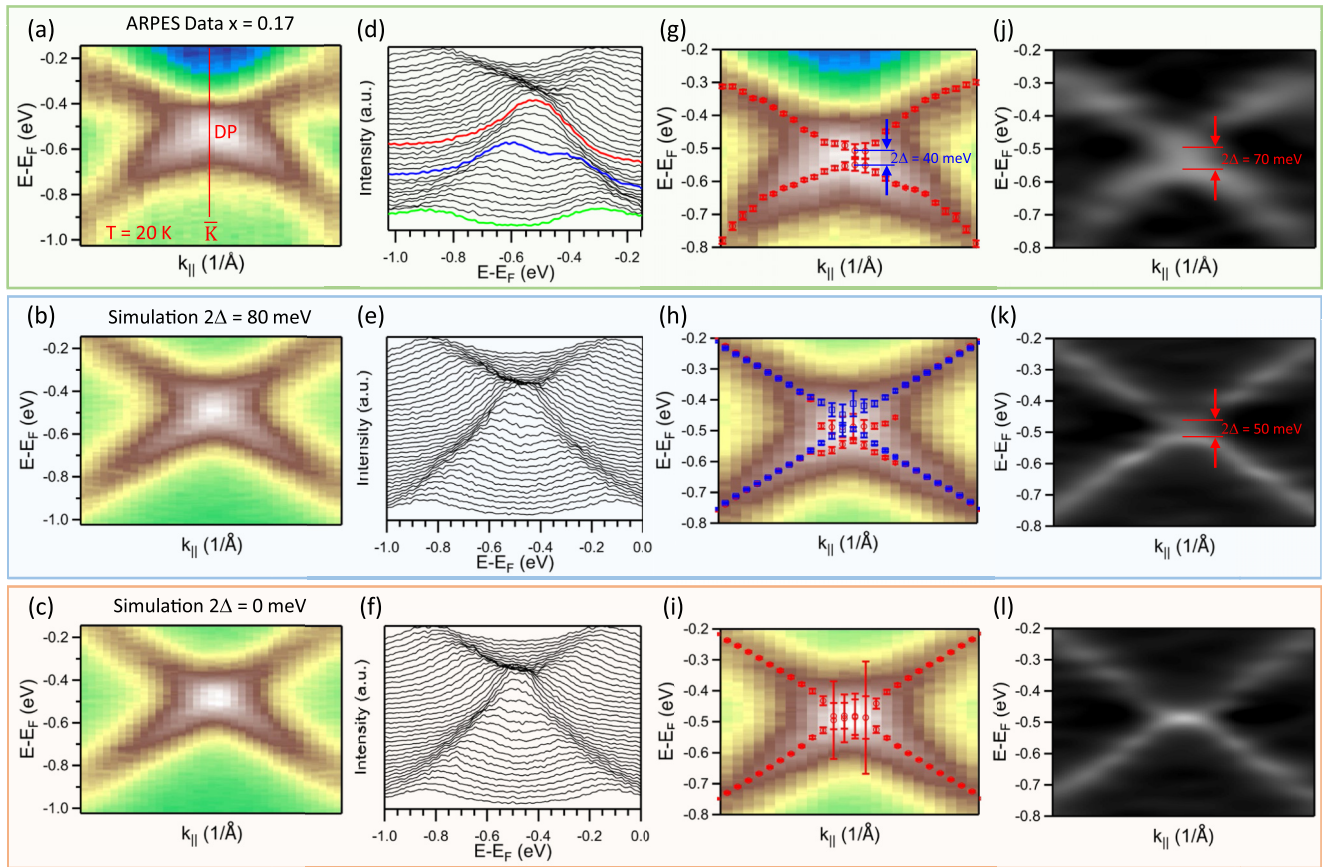 (a) ARPES Data x = 0.17
-0.2
-0.4
-0.6
-0.8
-1.0
E-E_F (eV)
DP
T = 20 K
K̅
k_|| (1/Å)
(d)
Intensity (a.u.)
-1.0 -0.8 -0.6 -0.4 -0.2
E-E_F (eV)
(g)
-0.2
-0.3
-0.4
-0.5
-0.6
-0.7
-0.8
E-E_F (eV)
2Δ = 40 meV
k_|| (1/Å)
(j)
-0.2
-0.3
-0.4
-0.5
-0.6
-0.7
-0.8
E-E_F (eV)
2Δ = 70 meV
k_|| (1/Å)
(b) Simulation 2Δ = 80 meV
-0.2
-0.4
-0.6
-0.8
-1.0
E-E_F (eV)
k_|| (1/Å)
(e)
Intensity (a.u.)
-1.0 -0.8 -0.6 -0.4 -0.2 0.0
E-E_F (eV)
(h)
-0.2
-0.3
-0.4
-0.5
-0.6
-0.7
-0.8
E-E_F (eV)
k_|| (1/Å)
(k)
-0.2
-0.3
-0.4
-0.5
-0.6
-0.7
-0.8
E-E_F (eV)
2Δ = 50 meV
k_|| (1/Å)
(c) Simulation 2Δ = 0 meV
-0.2
-0.4
-0.6
-0.8
-1.0
E-E_F (eV)
k_|| (1/Å)
(f)
Intensity (a.u.)
-1.0 -0.8 -0.6 -0.4 -0.2 0.0
E-E_F (eV)
(i)
-0.2
-0.3
-0.4
-0.5
-0.6
-0.7
-0.8
E-E_F (eV)
k_|| (1/Å)
(l)
-0.2
-0.3
-0.4
-0.5
-0.6
-0.7
-0.8
E-E_F (eV)
k_|| (1/Å)